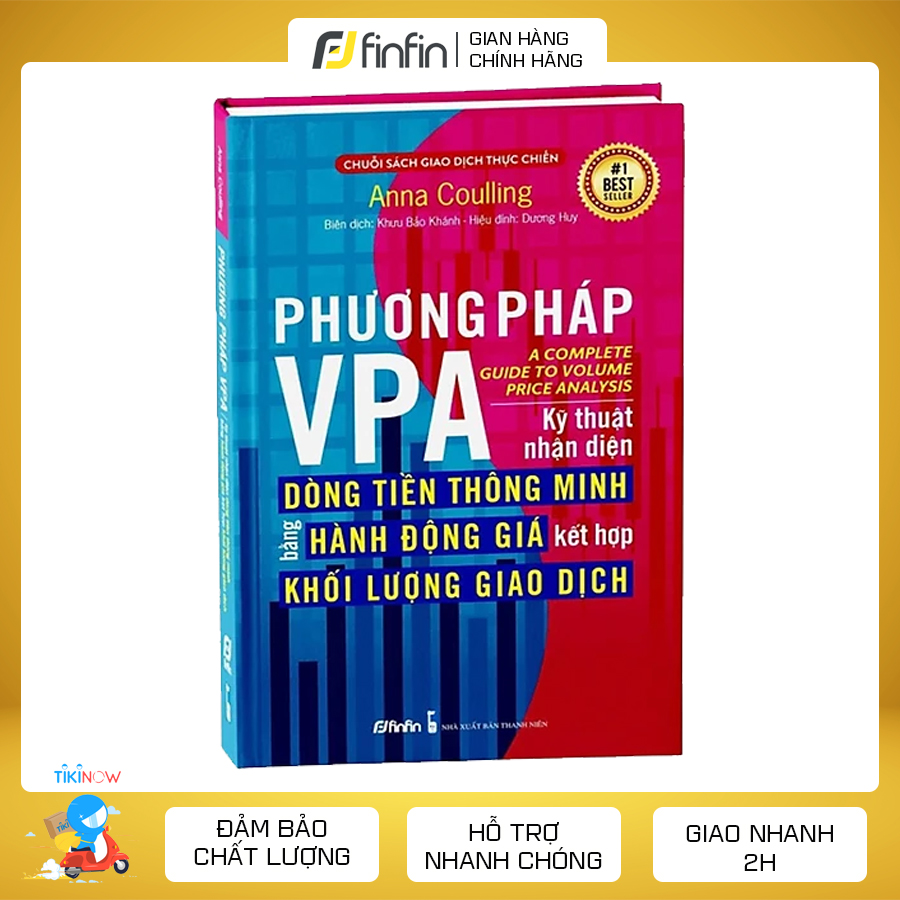 finfin
GIAN HÀNG
CHÍNH HÃNG
CHUỖI SÁCH GIAO DỊCH THỰC CHIẾN
Anna Coulling
Biên dịch: Khưu Bảo Khánh - Hiệu đính: Dương Huy
#1
BEST
SELLER
PHƯƠNG PHÁP
VPA
A COMPLETE
GUIDE TO VOLUME
PRICE ANALYSIS
Kỹ thuật
nhận diện
DÒNG TIỀN THÔNG MINH
bằng HÀNH ĐỘNG GIÁ kết hợp
KHỐI LƯỢNG GIAO DỊCH
finfin
NHÀ XUẤT BẢN THANH NIÊN
Anna Coulling
PHƯƠNG PHÁP VPA
TIKINOW
TIKI
ĐẢM BẢO
CHẤT LƯỢNG
HỖ TRỢ
NHANH CHÓNG
GIAO NHANH
2H